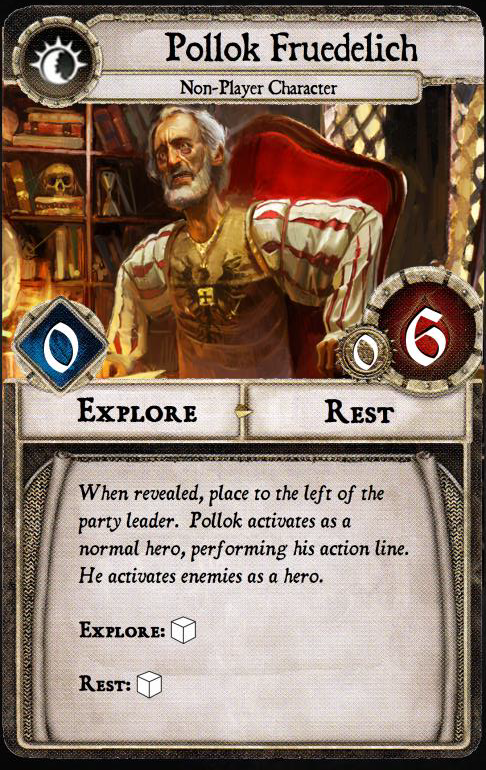 Pollok Fruedelich
Non-Player Character
0
0
6
Explore
Rest
When revealed, place to the left of the
party leader. Pollok activates as a
normal hero, performing his action line.
He activates enemies as a hero.
Explore:
Rest: